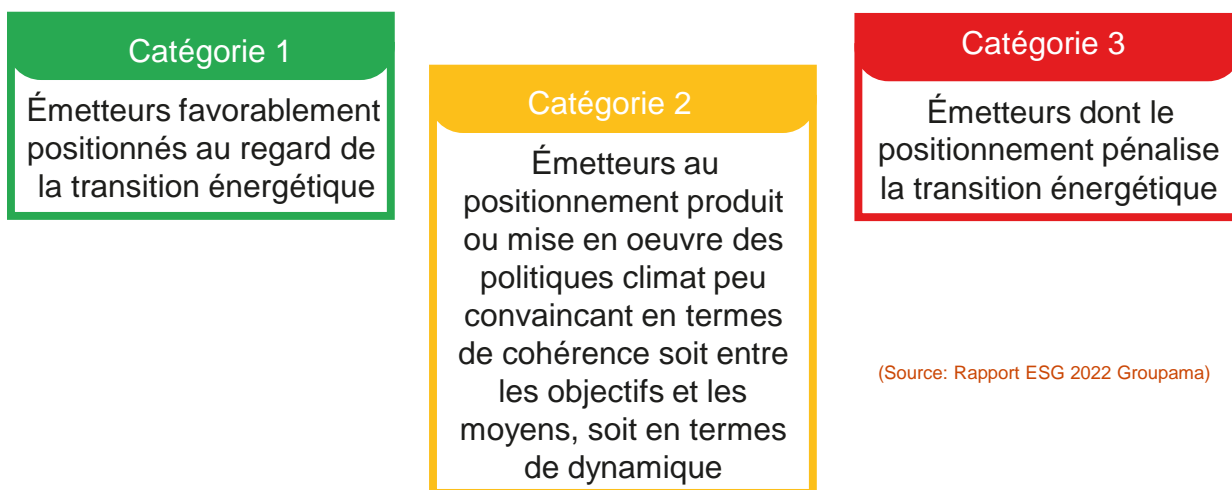 Catégorie 1
Émetteurs favorablement
positionnés au regard de
la transition énergétique
Catégorie 2
Émetteurs au
positionnement produit
ou mise en oeuvre des
politiques climat peu
convaincant en termes
de cohérence soit entre
les objectifs et les
moyens, soit en termes
de dynamique
Catégorie 3
Émetteurs dont le
positionnement pénalise
la transition énergétique
(Source: Rapport ESG 2022 Groupama)